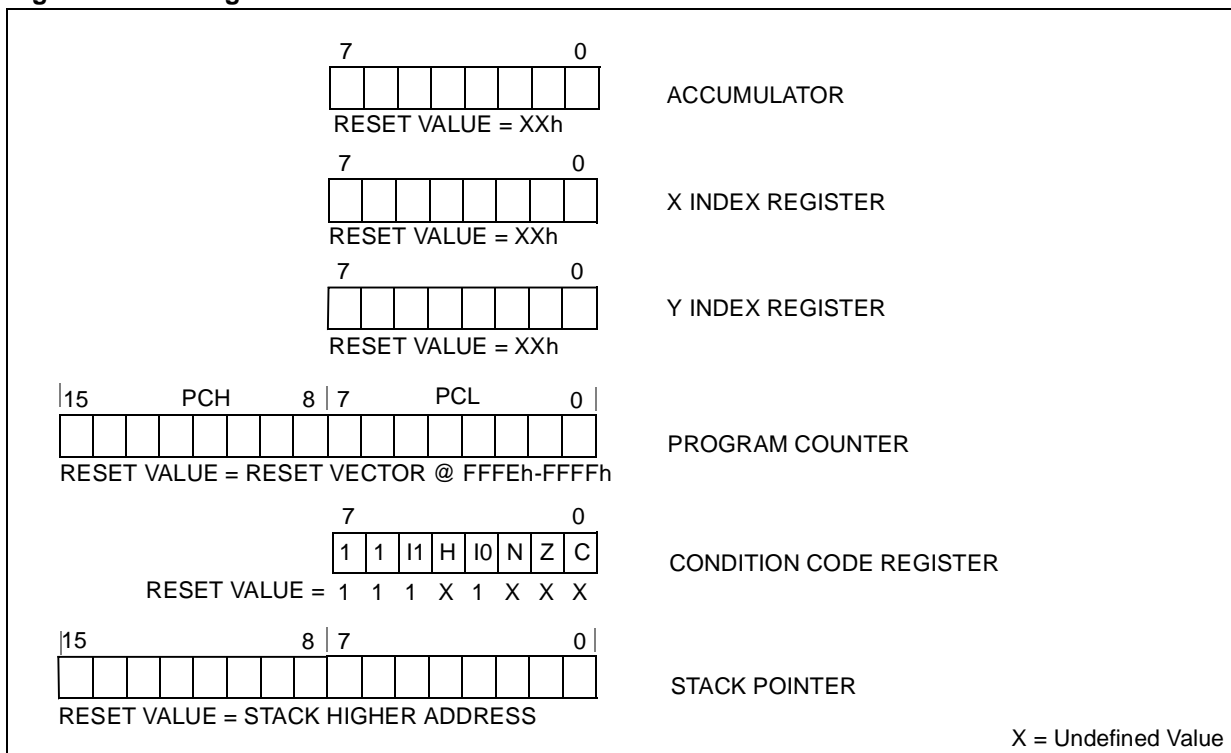 7 0
ACCUMULATOR
RESET VALUE = XXh
7 0
X INDEX REGISTER
RESET VALUE = XXh
7 0
Y INDEX REGISTER
RESET VALUE = XXh
15 PCH 8 7 PCL 0
PROGRAM COUNTER
RESET VALUE = RESET VECTOR @ FFFEh-FFFFh
7 0
1 1 I1 H I0 N Z C
CONDITION CODE REGISTER
RESET VALUE = 1 1 1 X 1 X X X
15 8 7 0
STACK POINTER
RESET VALUE = STACK HIGHER ADDRESS
X = Undefined Value